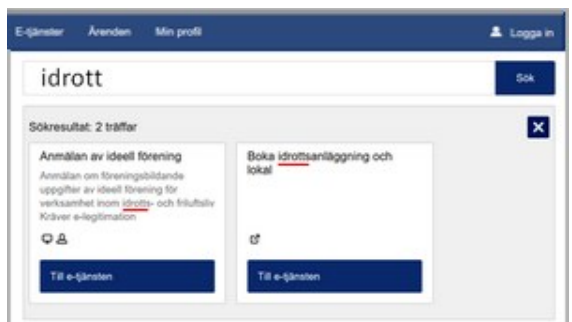 E-tjänster Ärenden Min profil Logga in
idrott Sök
Sökresultat: 2 träffar
Anmälan av ideell förening
Anmälan om föreningsbildande
uppgifter av ideell förening för
verksamhet inom idrotts- och friluftsliv
Kräver e-legitimation
Till e-tjänsten
Boka idrottsanläggning och
lokal
Till e-tjänsten